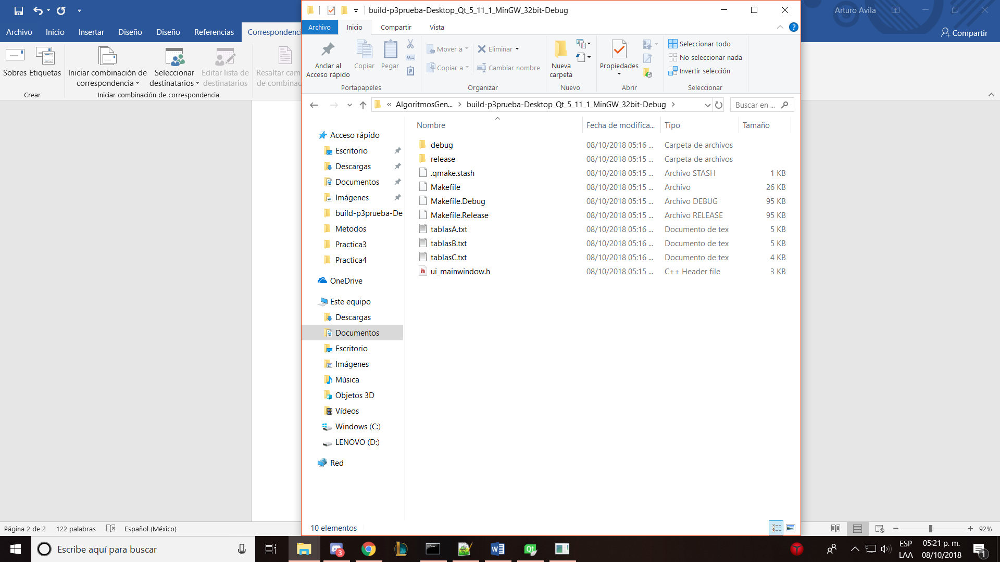 build-p3prueba-Desktop_Qt_5_11_1_MinGW_32bit-Debug
Arturo Avila
Archivo Inicio Insertar Diseño Diseño Referencias Correspondenci
Archivo Inicio Compartir Vista
Compartir
Sobres Etiquetas
Iniciar combinación de correspondencia
Seleccionar destinatarios
Editar lista de destinatarios
Resaltar cam
de combinac
Crear
Iniciar combinación de correspondencia
Anclar al Acceso rápido
Copiar
Pegar
Portapapeles
Mover a
Copiar a
Eliminar
Cambiar nombre
Organizar
Nueva carpeta
Nuevo
Propiedades
Abrir
Seleccionar todo
No seleccionar nada
Invertir selección
Seleccionar
« AlgoritmosGen... > build-p3prueba-Desktop_Qt_5_11_1_MinGW_32bit-Debug >
Buscar en ...
Nombre Fecha de modifica... Tipo Tamaño
debug 08/10/2018 05:16 ... Carpeta de archivos
release 08/10/2018 05:15 ... Carpeta de archivos
.qmake.stash 08/10/2018 05:15 ... Archivo STASH 1 KB
Makefile 08/10/2018 05:15 ... Archivo 26 KB
Makefile.Debug 08/10/2018 05:15 ... Archivo DEBUG 95 KB
Makefile.Release 08/10/2018 05:15 ... Archivo RELEASE 95 KB
tablasA.txt 08/10/2018 05:16 ... Documento de tex 5 KB
tablasB.txt 08/10/2018 05:16 ... Documento de tex 5 KB
tablasC.txt 08/10/2018 05:16 ... Documento de tex 4 KB
ui_mainwindow.h 08/10/2018 05:15 ... C++ Header file 3 KB
Acceso rápido
Escritorio
Descargas
Documentos
Imágenes
build-p3prueba-De
Metodos
Practica3
Practica4
OneDrive
Este equipo
Descargas
Documentos
Escritorio
Imágenes
Música
Objetos 3D
Vídeos
Windows (C:)
LENOVO (D:)
Red
10 elementos
Página 2 de 2 122 palabras Español (México)
92%
Escribe aquí para buscar
3
ESP
LAA
05:21 p. m.
08/10/2018
1